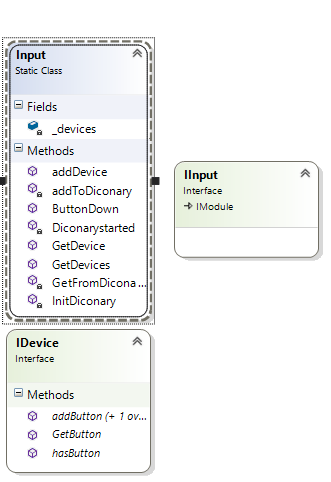 Input
Static Class
Fields
_devices
Methods
addDevice
addToDiconary
ButtonDown
Diconarystarted
GetDevice
GetDevices
GetFromDicona...
InitDiconary
IInput
Interface
IModule
IDevice
Interface
Methods
addButton (+ 1 ov...
GetButton
hasButton